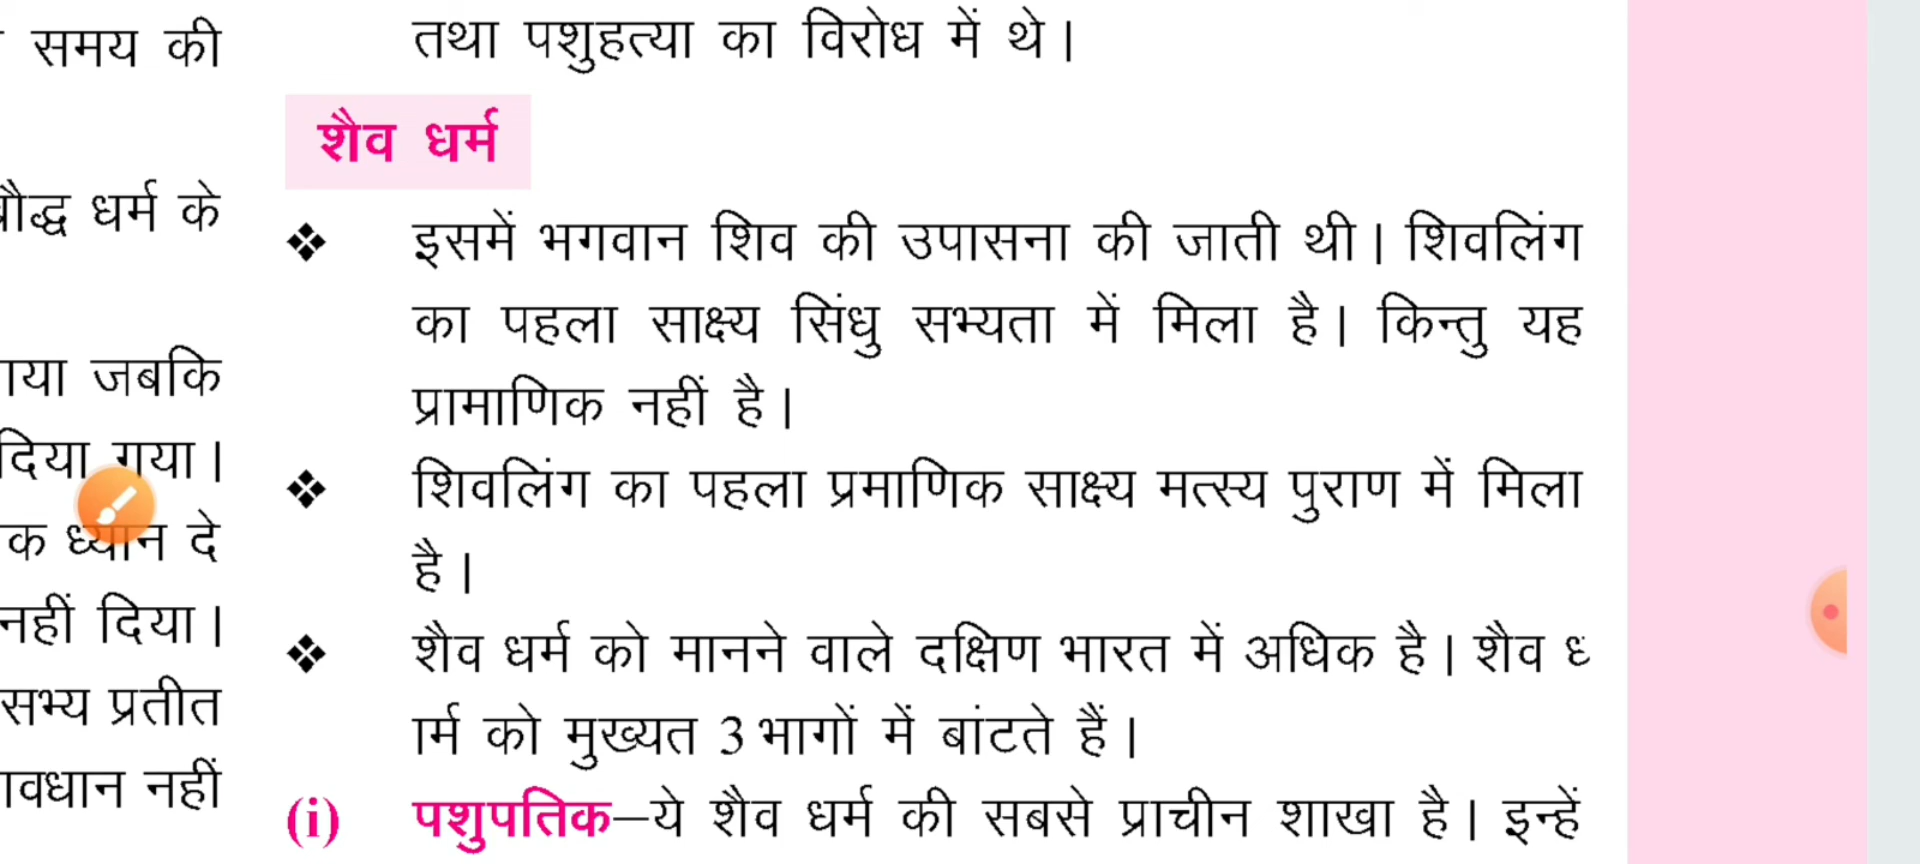 समय की
बौद्ध धर्म के
गया जबकि
दिया गया।
क ध्यान दे
नहीं दिया।
सभ्य प्रतीत
ावधान नहीं
तथा पशुहत्या का विरोध में थे।
शैव धर्म
❖ इसमें भगवान शिव की उपासना की जाती थी। शिवलिंग
का पहला साक्ष्य सिंधु सभ्यता में मिला है। किन्तु यह
प्रामाणिक नहीं है।
❖ शिवलिंग का पहला प्रमाणिक साक्ष्य मत्स्य पुराण में मिला
है।
❖ शैव धर्म को मानने वाले दक्षिण भारत में अधिक है। शैव ध
ार्म को मुख्यत 3 भागों में बांटते हैं।
(i) पशुपतिक–ये शैव धर्म की सबसे प्राचीन शाखा है। इन्हें